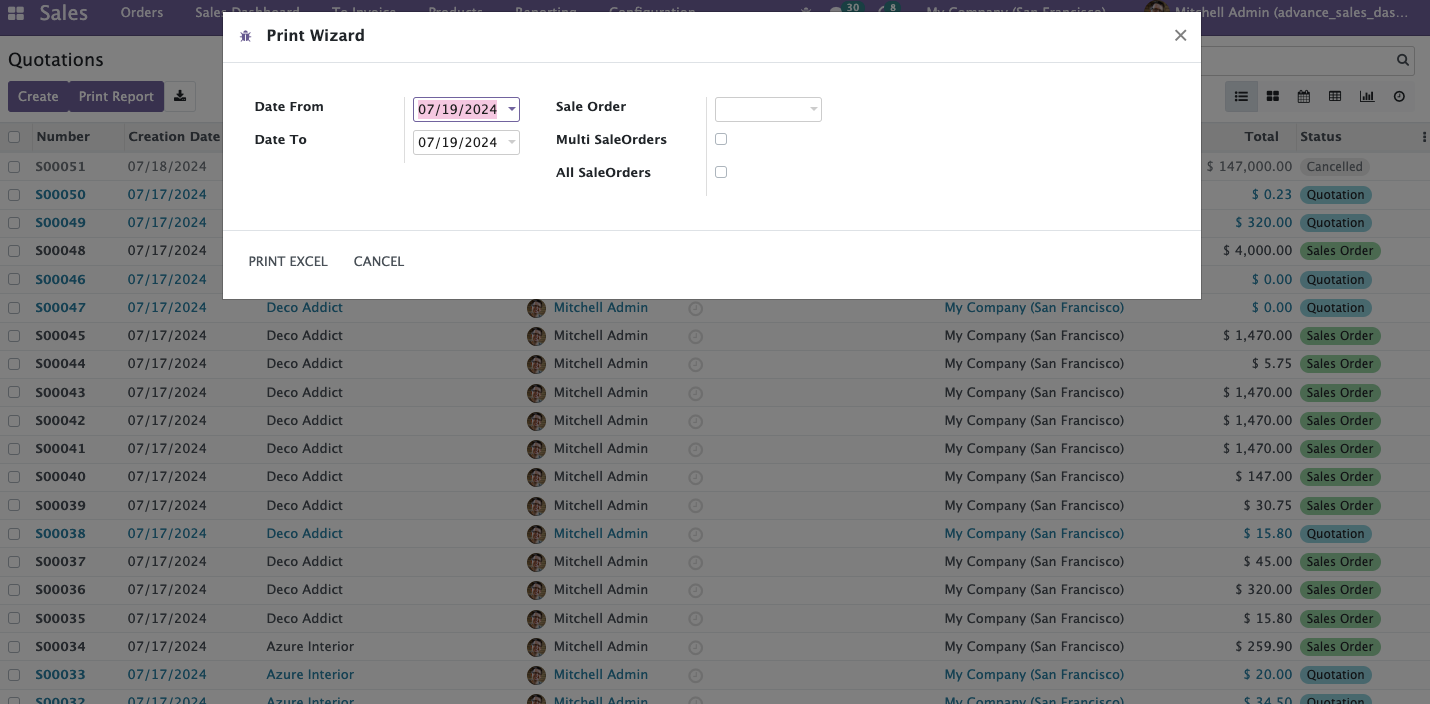 Sales Orders Sales Dashboard To Invoice Products Reporting Configuration 30 8 My Company (San Francisco) Mitchell Admin (advance_sales_das...
Print Wizard
Quotations
Create Print Report
Date From 07/19/2024 Sale Order
Date To 07/19/2024 Multi SaleOrders
All SaleOrders
PRINT EXCEL CANCEL
Number Creation Date Total Status
S00051 07/18/2024 $ 147,000.00 Cancelled
S00050 07/17/2024 $ 0.23 Quotation
S00049 07/17/2024 $ 320.00 Quotation
S00048 07/17/2024 $ 4,000.00 Sales Order
S00046 07/17/2024 $ 0.00 Quotation
S00047 07/17/2024 Deco Addict Mitchell Admin My Company (San Francisco) $ 0.00 Quotation
S00045 07/17/2024 Deco Addict Mitchell Admin My Company (San Francisco) $ 1,470.00 Sales Order
S00044 07/17/2024 Deco Addict Mitchell Admin My Company (San Francisco) $ 5.75 Sales Order
S00043 07/17/2024 Deco Addict Mitchell Admin My Company (San Francisco) $ 1,470.00 Sales Order
S00042 07/17/2024 Deco Addict Mitchell Admin My Company (San Francisco) $ 1,470.00 Sales Order
S00041 07/17/2024 Deco Addict Mitchell Admin My Company (San Francisco) $ 1,470.00 Sales Order
S00040 07/17/2024 Deco Addict Mitchell Admin My Company (San Francisco) $ 147.00 Sales Order
S00039 07/17/2024 Deco Addict Mitchell Admin My Company (San Francisco) $ 30.75 Sales Order
S00038 07/17/2024 Deco Addict Mitchell Admin My Company (San Francisco) $ 15.80 Quotation
S00037 07/17/2024 Deco Addict Mitchell Admin My Company (San Francisco) $ 45.00 Sales Order
S00036 07/17/2024 Deco Addict Mitchell Admin My Company (San Francisco) $ 320.00 Sales Order
S00035 07/17/2024 Deco Addict Mitchell Admin My Company (San Francisco) $ 15.80 Sales Order
S00034 07/17/2024 Azure Interior Mitchell Admin My Company (San Francisco) $ 259.90 Sales Order
S00033 07/17/2024 Azure Interior Mitchell Admin My Company (San Francisco) $ 20.00 Quotation
S00032 07/17/2024 Azure Interior Mitchell Admin My Company (San Francisco) $ 34.50 Quotation